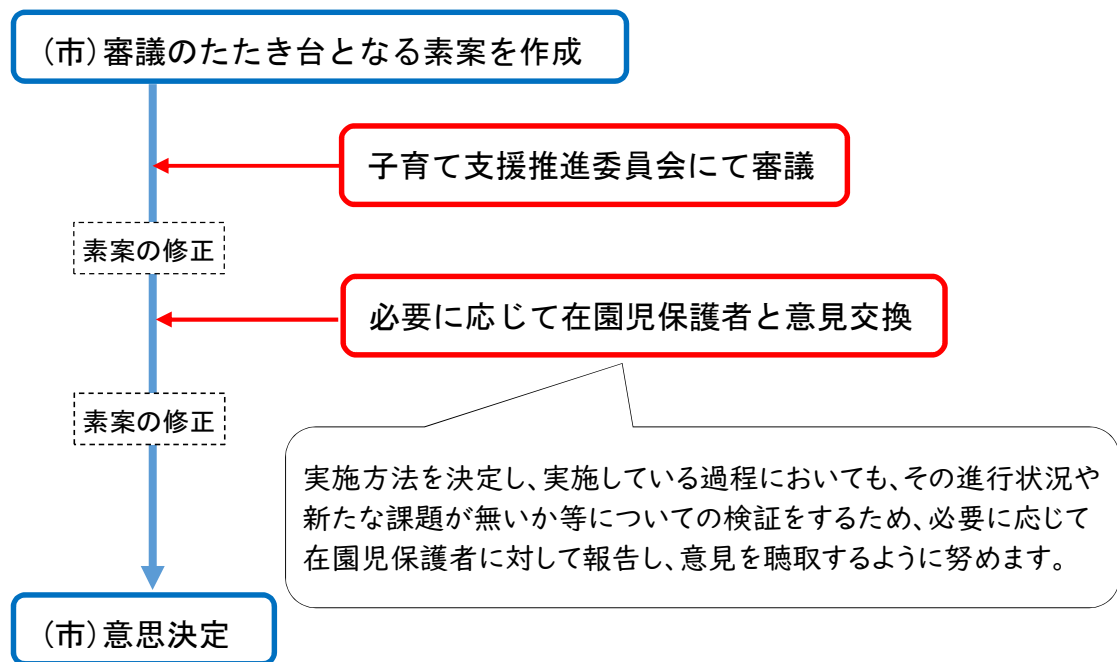 (市)審議のたたき台となる素案を作成
子育て支援推進委員会にて審議
素案の修正
必要に応じて在園児保護者と意見交換
素案の修正
実施方法を決定し、実施している過程においても、その進行状況や
新たな課題が無いか等についての検証をするため、必要に応じて
在園児保護者に対して報告し、意見を聴取するように努めます。
(市)意思決定